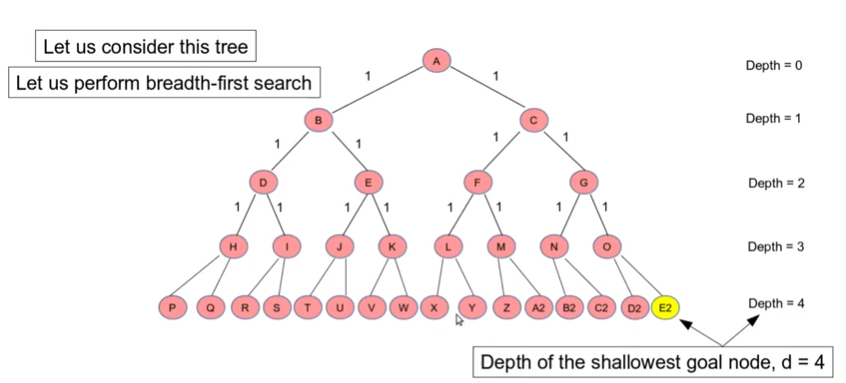 Let us consider this tree
Let us perform breadth-first search
A
Depth = 0
1 1
B C
Depth = 1
1 1 1 1
D E F G
Depth = 2
1 1 1 1 1 1 1 1
H I J K L M N O
Depth = 3
P Q R S T U V W X Y Z A2 B2 C2 D2 E2
Depth = 4
Depth of the shallowest goal node, d = 4